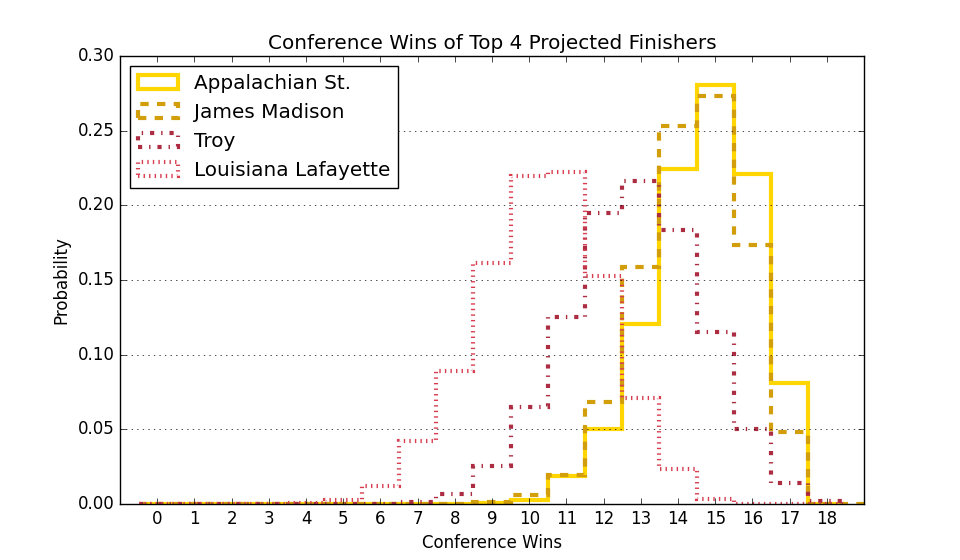 Conference Wins of Top 4 Projected Finishers
0.30
Appalachian St.
James Madison
Troy
Louisiana Lafayette
0.25
0.20
0.15
0.10
0.05
0.00
Probability
0 1 2 3 4 5 6 7 8 9 10 11 12 13 14 15 16 17 18
Conference Wins